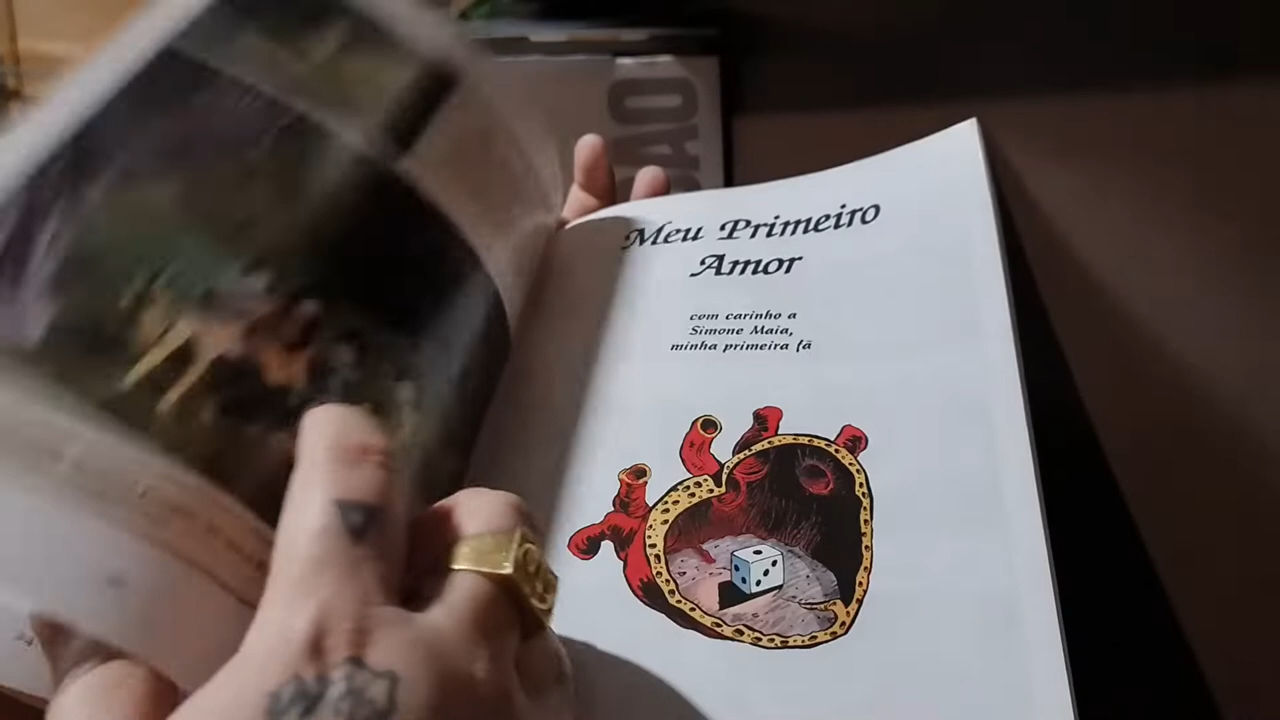 Meu Primeiro
Amor
com carinho a
Simone Maia,
minha primeira fã